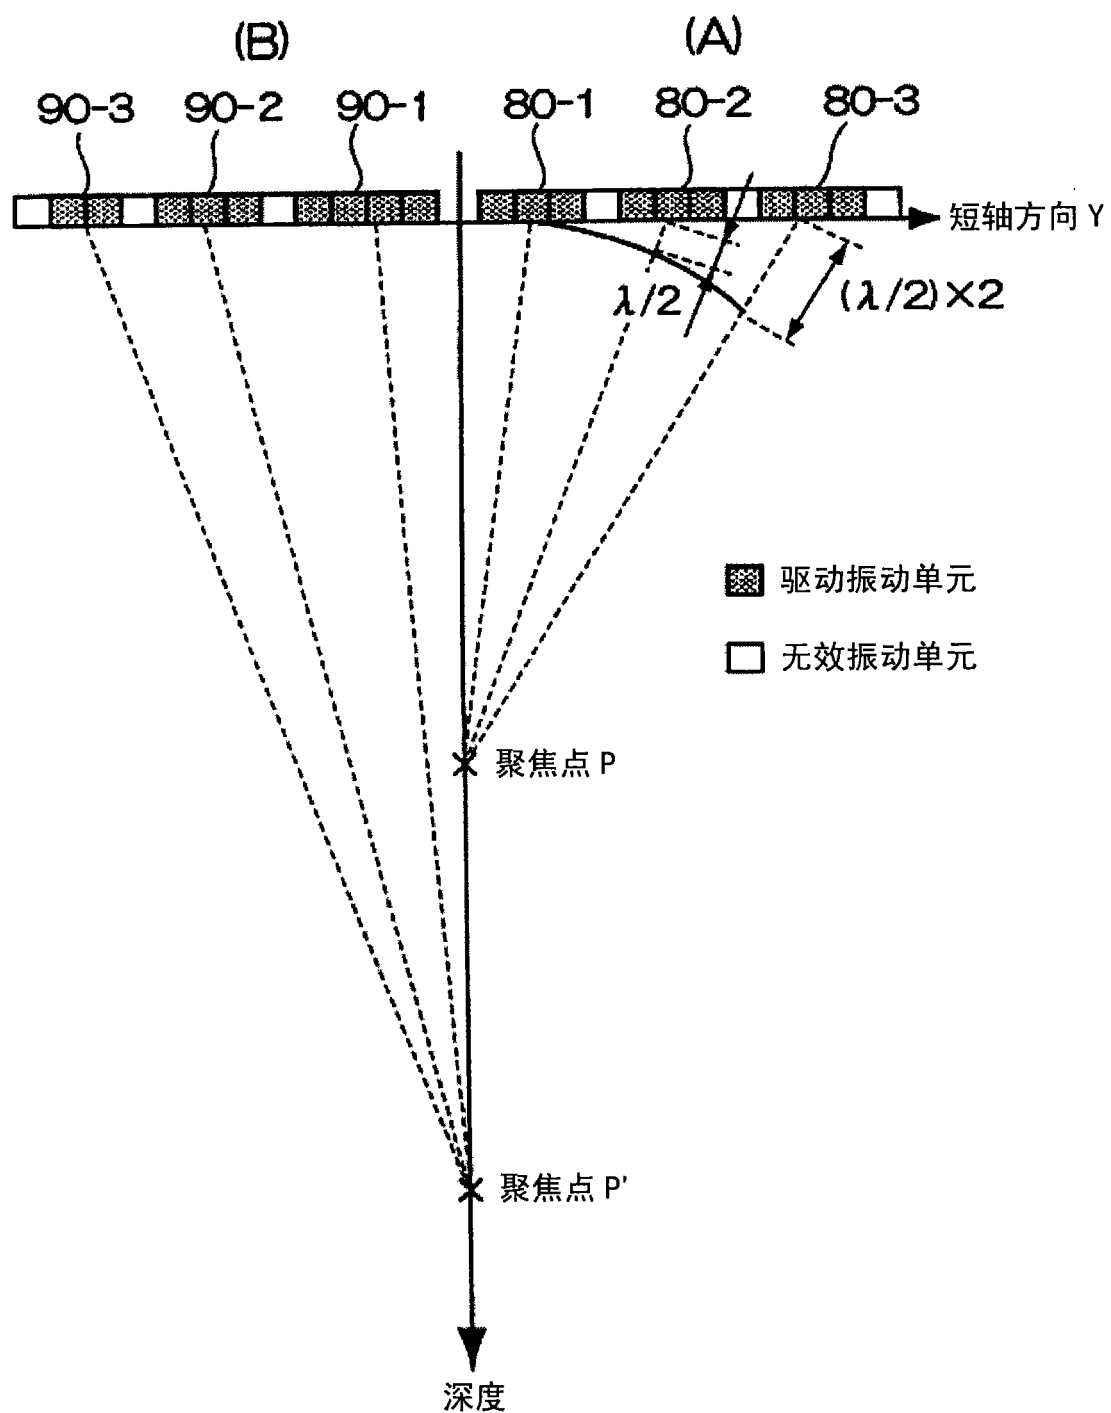 (B)
(A)
90-3
90-2
90-1
80-1
80-2
80-3
短轴方向 Y
λ/2
(λ/2)×2
驱动振动单元
无效振动单元
聚焦点 P
聚焦点 P'
深度